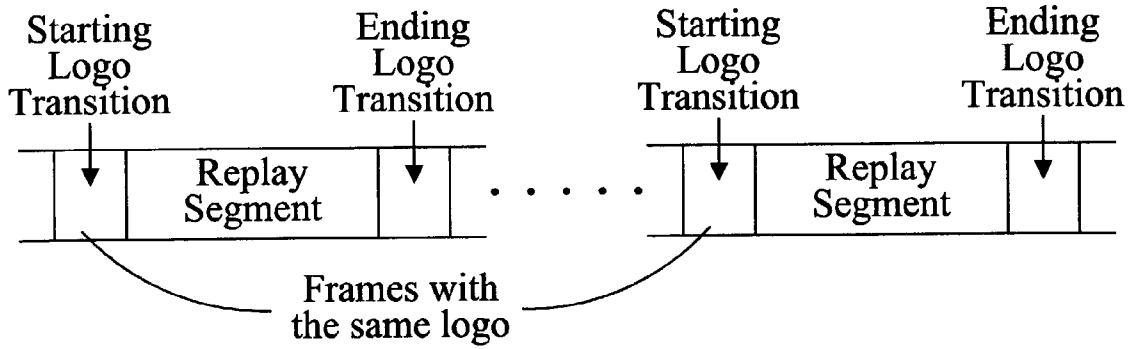 Starting
Logo
Transition
Ending
Logo
Transition
Starting
Logo
Transition
Ending
Logo
Transition
Replay
Segment
Replay
Segment
Frames with
the same logo